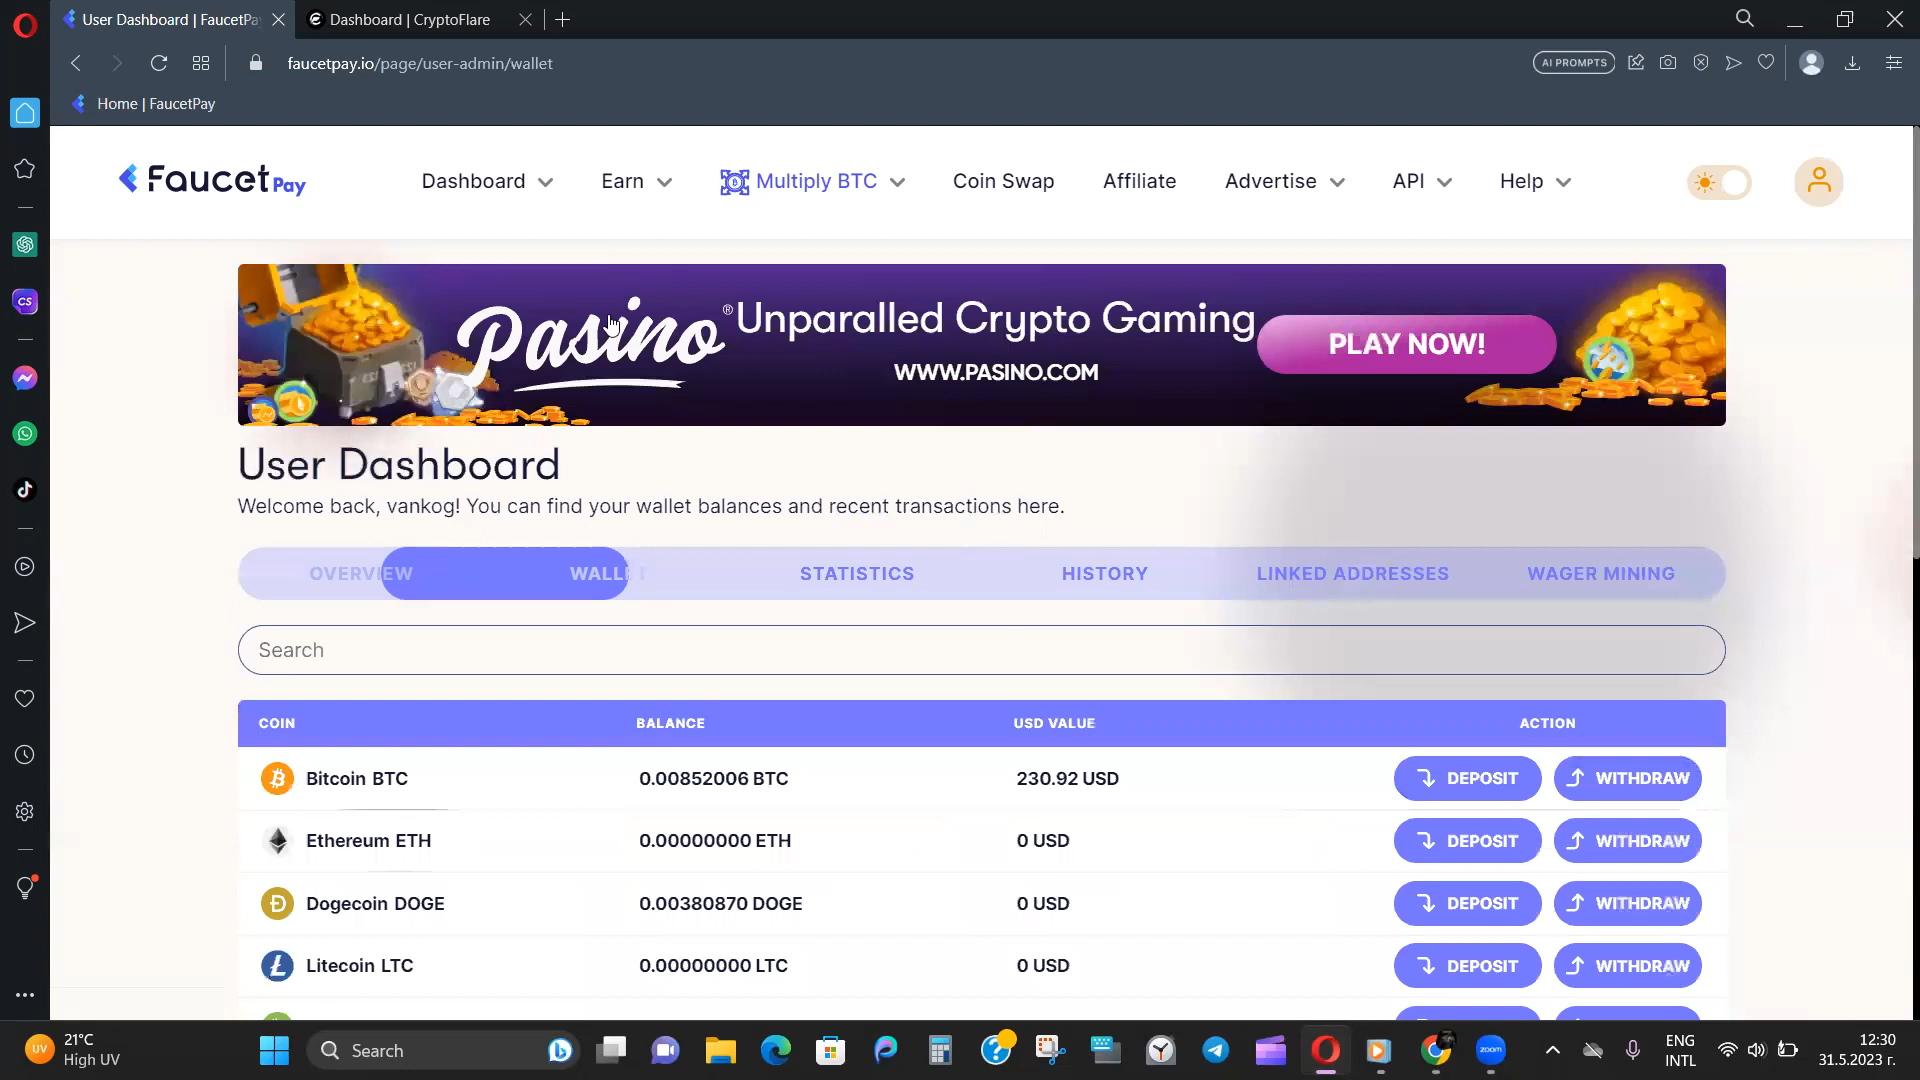 User Dashboard | FaucetPa
Dashboard | CryptoFlare
faucetpay.io/page/user-admin/wallet
AI PROMPTS
Home | FaucetPay
Faucet Pay
Dashboard
Earn
Multiply BTC
Coin Swap
Affiliate
Advertise
API
Help
Pasino
® Unparalled Crypto Gaming
WWW.PASINO.COM
PLAY NOW!
User Dashboard
Welcome back, vankog! You can find your wallet balances and recent transactions here.
OVERVIEW
WALLET
STATISTICS
HISTORY
LINKED ADDRESSES
WAGER MINING
Search
COIN BALANCE USD VALUE ACTION
Bitcoin BTC 0.00852006 BTC 230.92 USD DEPOSIT WITHDRAW
Ethereum ETH 0.00000000 ETH 0 USD DEPOSIT WITHDRAW
Dogecoin DOGE 0.00380870 DOGE 0 USD DEPOSIT WITHDRAW
Litecoin LTC 0.00000000 LTC 0 USD DEPOSIT WITHDRAW
CS
UV
21°C
High UV
Search
zoom
ENG
INTL
12:30
31.5.2023 г.